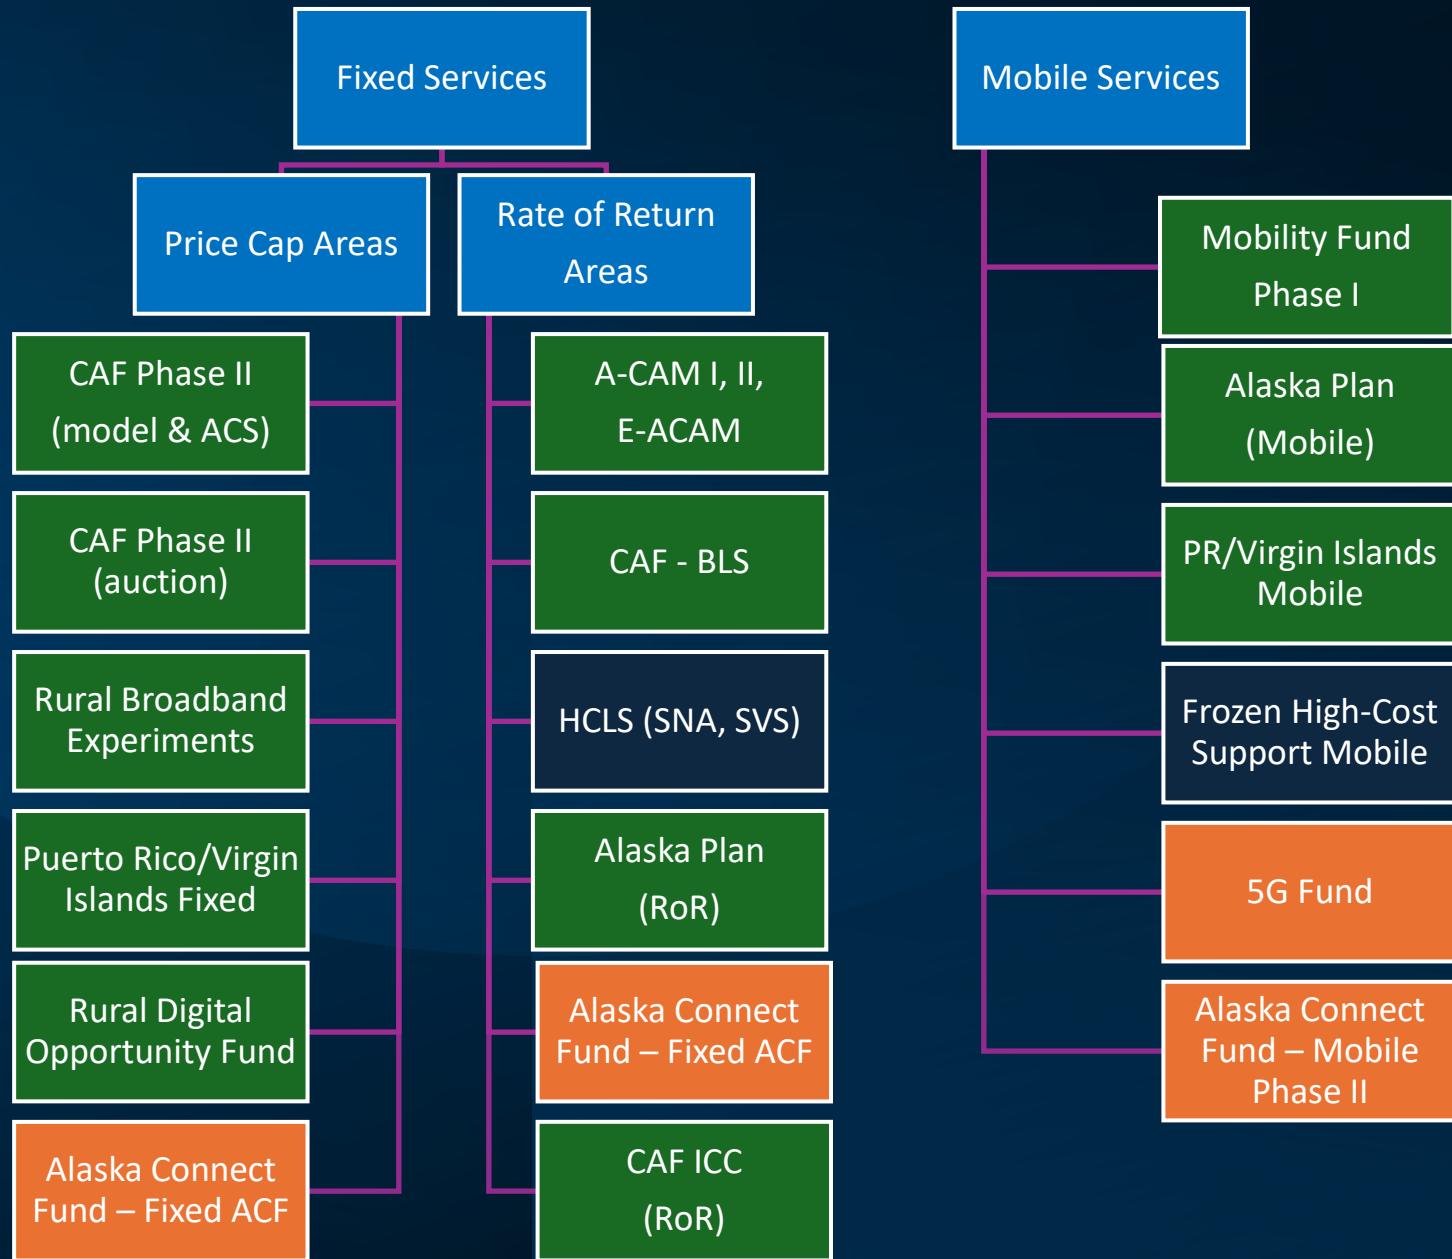 Fixed Services
Price Cap Areas
CAF Phase II
(model & ACS)
CAF Phase II
(auction)
Rural Broadband
Experiments
Puerto Rico/Virgin
Islands Fixed
Rural Digital
Opportunity Fund
Alaska Connect
Fund – Fixed ACF
Rate of Return
Areas
A-CAM I, II,
E-ACAM
CAF - BLS
HCLS (SNA, SVS)
Alaska Plan
(RoR)
Alaska Connect
Fund – Fixed ACF
CAF ICC
(RoR)
Mobile Services
Mobility Fund
Phase I
Alaska Plan
(Mobile)
PR/Virgin Islands
Mobile
Frozen High-Cost
Support Mobile
5G Fund
Alaska Connect
Fund – Mobile
Phase II